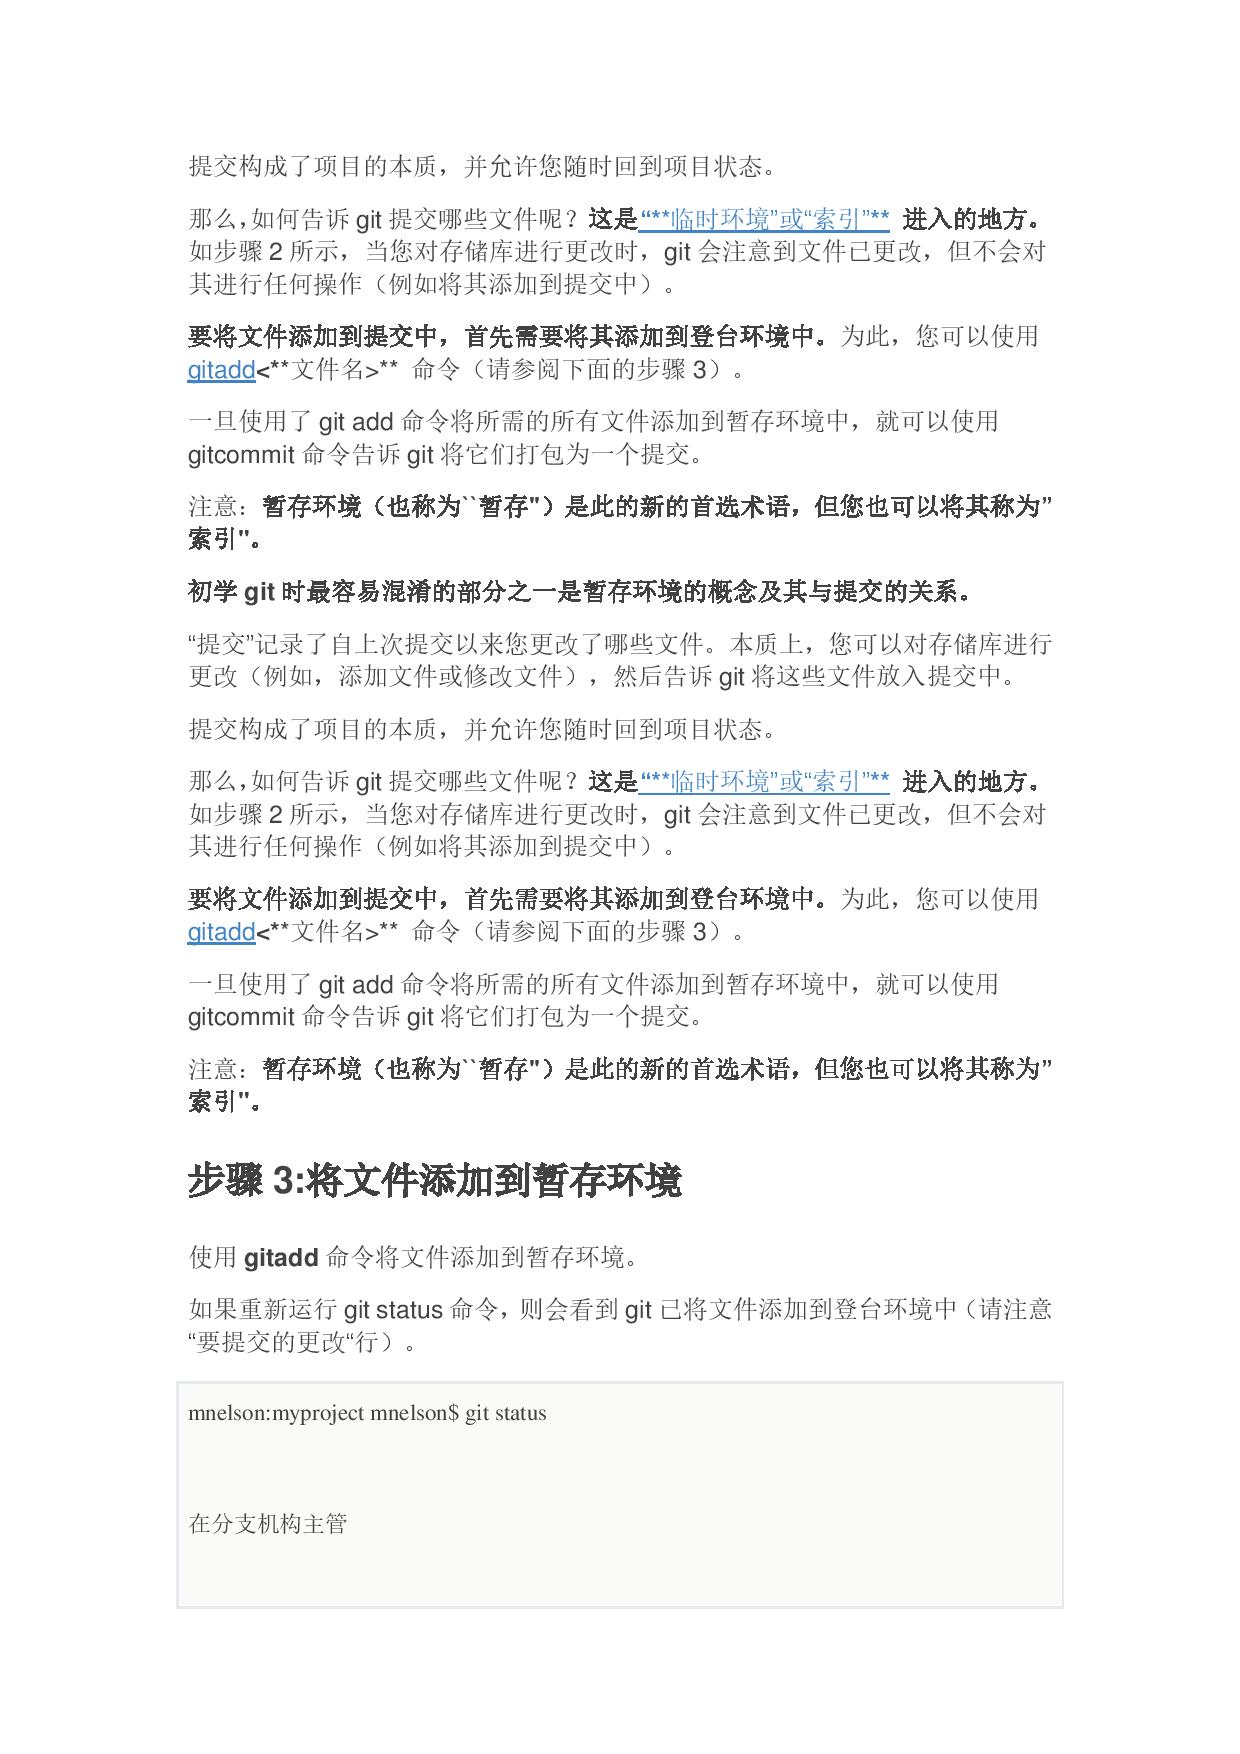 提交构成了项目的本质，并允许您随时回到项目状态。
那么，如何告诉 git 提交哪些文件呢？这是“**临时环境”或“索引”** 进入的地方。
如步骤 2 所示，当您对存储库进行更改时，git 会注意到文件已更改，但不会对
其进行任何操作（例如将其添加到提交中）。
要将文件添加到提交中，首先需要将其添加到登台环境中。为此，您可以使用
gitadd<**文件名>** 命令（请参阅下面的步骤 3）。
一旦使用了 git add 命令将所需的所有文件添加到暂存环境中，就可以使用
gitcommit 命令告诉 git 将它们打包为一个提交。
注意：暂存环境（也称为``暂存"）是此的新的首选术语，但您也可以将其称为”
索引"。
初学 git 时最容易混淆的部分之一是暂存环境的概念及其与提交的关系。
“提交”记录了自上次提交以来您更改了哪些文件。本质上，您可以对存储库进行
更改（例如，添加文件或修改文件），然后告诉 git 将这些文件放入提交中。
提交构成了项目的本质，并允许您随时回到项目状态。
那么，如何告诉 git 提交哪些文件呢？这是“**临时环境”或“索引”** 进入的地方。
如步骤 2 所示，当您对存储库进行更改时，git 会注意到文件已更改，但不会对
其进行任何操作（例如将其添加到提交中）。
要将文件添加到提交中，首先需要将其添加到登台环境中。为此，您可以使用
gitadd<**文件名>** 命令（请参阅下面的步骤 3）。
一旦使用了 git add 命令将所需的所有文件添加到暂存环境中，就可以使用
gitcommit 命令告诉 git 将它们打包为一个提交。
注意：暂存环境（也称为``暂存"）是此的新的首选术语，但您也可以将其称为”
索引"。
步骤 3:将文件添加到暂存环境
使用 gitadd 命令将文件添加到暂存环境。
如果重新运行 git status 命令，则会看到 git 已将文件添加到登台环境中（请注意
“要提交的更改“行）。
mnelson:myproject mnelson$ git status
在分支机构主管